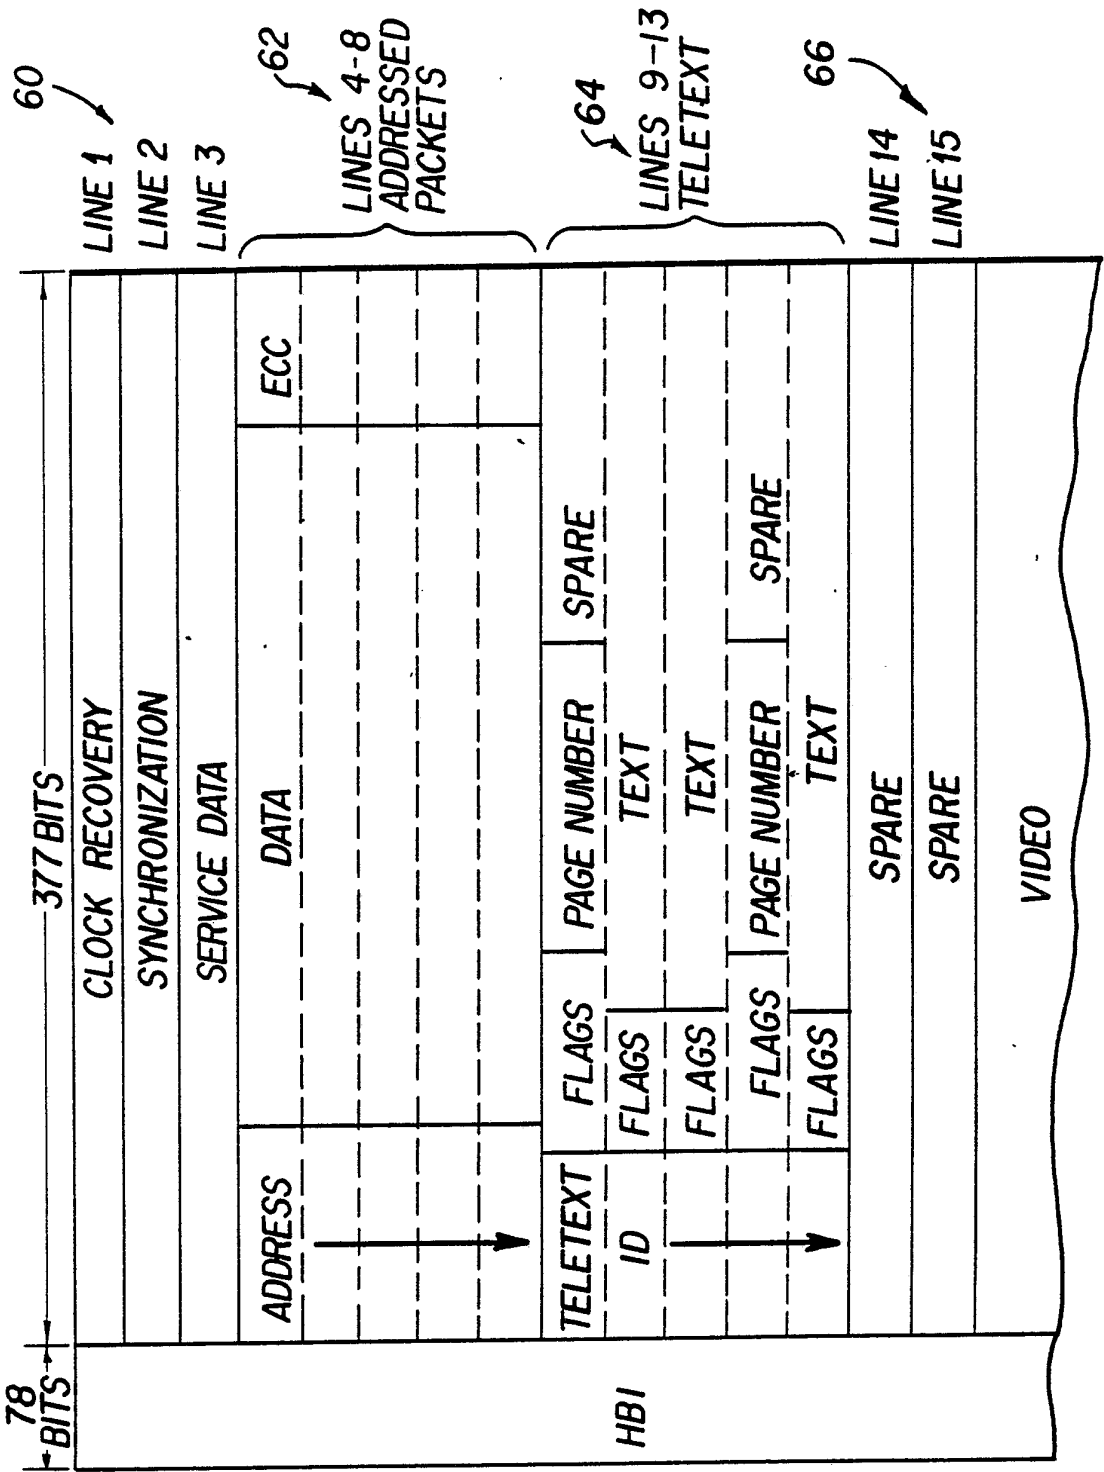 78
BITS
377 BITS
60
CLOCK RECOVERY
LINE 1
SYNCHRONIZATION
LINE 2
SERVICE DATA
LINE 3
ADDRESS
DATA
ECC
62
LINES 4-8
ADDRESSED
PACKETS
TELETEXT
ID
FLAGS
PAGE NUMBER
SPARE
FLAGS
TEXT
FLAGS
TEXT
FLAGS
PAGE NUMBER
SPARE
FLAGS
TEXT
64
LINES 9-13
TELETEXT
SPARE
LINE 14
SPARE
LINE 15
66
HBI
VIDEO